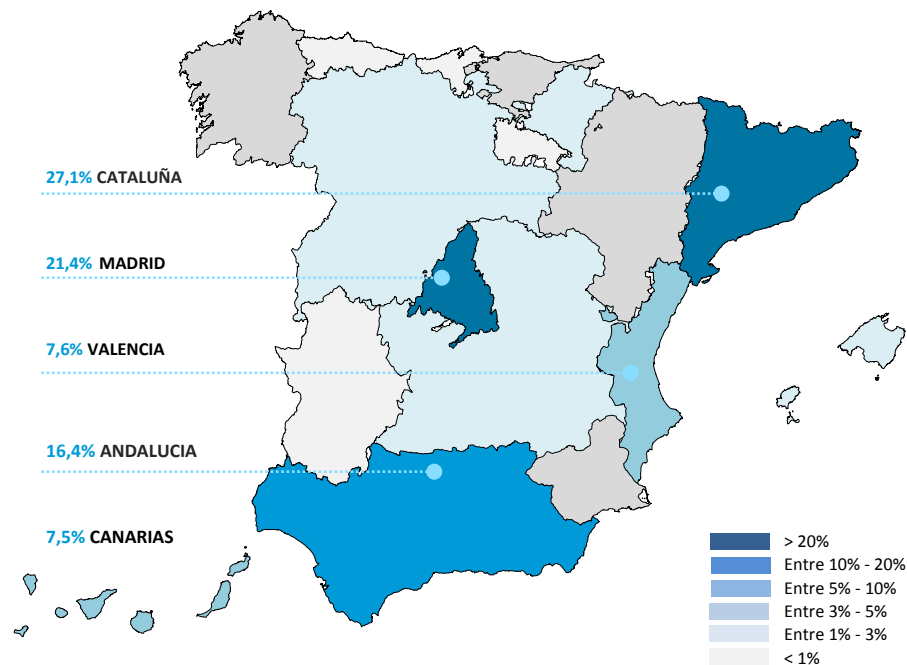 27,1% CATALUÑA
21,4% MADRID
7,6% VALENCIA
16,4% ANDALUCIA
7,5% CANARIAS
> 20%
Entre 10% - 20%
Entre 5% - 10%
Entre 3% - 5%
Entre 1% - 3%
< 1%